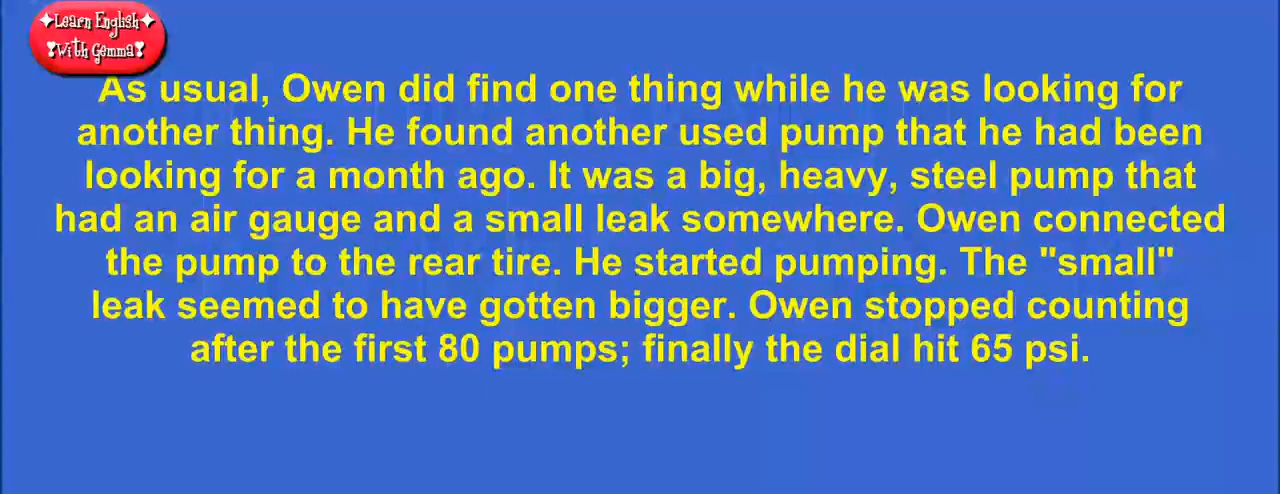 Learn English
With Gemma
As usual, Owen did find one thing while he was looking for
another thing. He found another used pump that he had been
looking for a month ago. It was a big, heavy, steel pump that
had an air gauge and a small leak somewhere. Owen connected
the pump to the rear tire. He started pumping. The "small"
leak seemed to have gotten bigger. Owen stopped counting
after the first 80 pumps; finally the dial hit 65 psi.